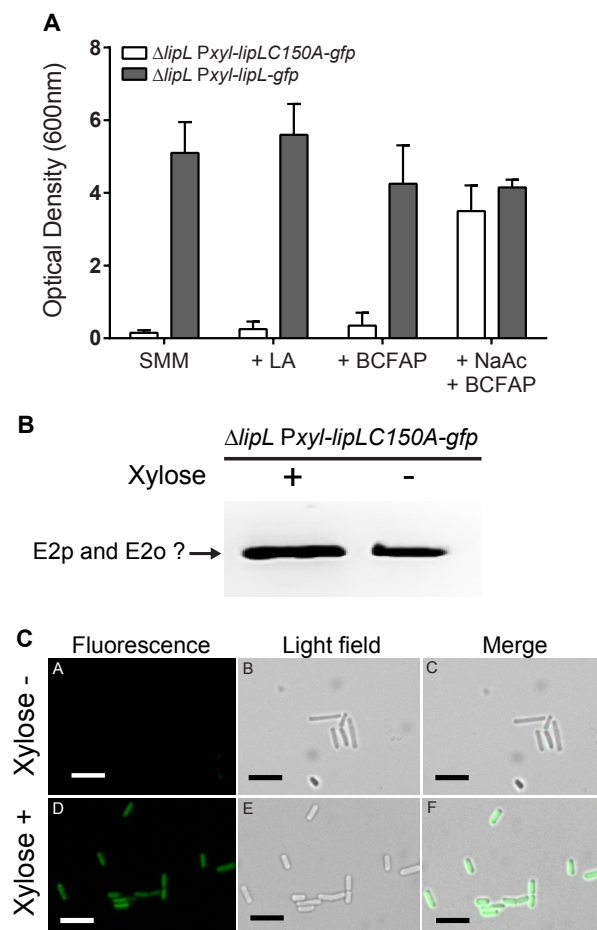 A
8
6
4
2
0
Optical Density (600nm)
ΔlipL Pxyl-lipLC150A-gfp
ΔlipL Pxyl-lipL-gfp
SMM
+ LA
+ BCFAP
+ NaAc
+ BCFAP
B
ΔlipL Pxyl-lipLC150A-gfp
Xylose + -
E2p and E2o ?
C
Fluorescence Light field Merge
Xylose -
A B C
Xylose +
D E F